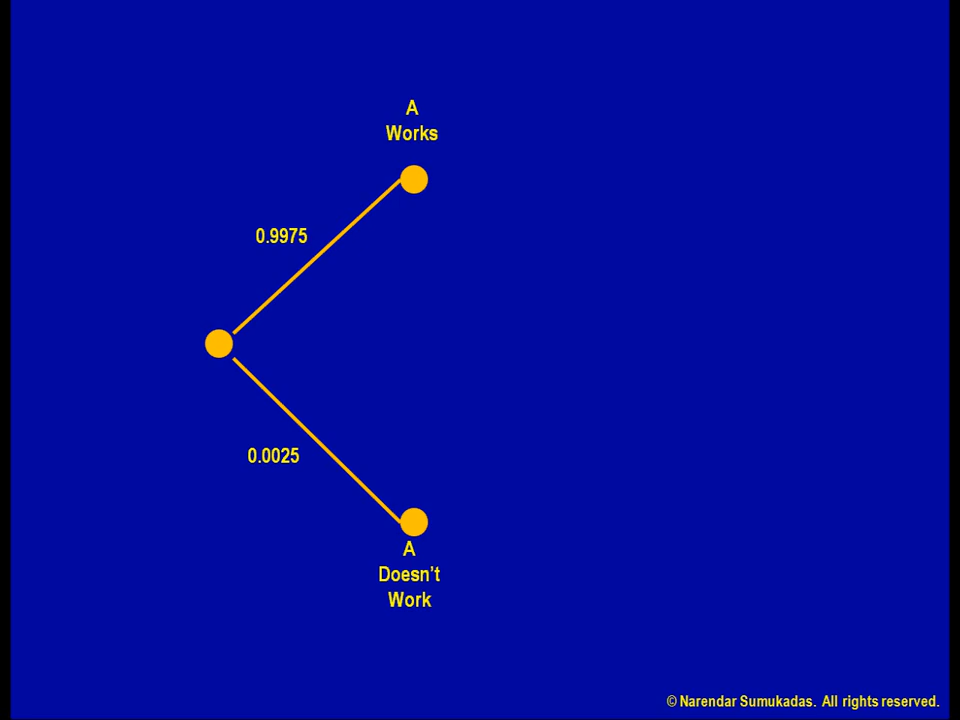 A
Works
0.9975
0.0025
A
Doesn't
Work
© Narendar Sumukadas. All rights reserved.